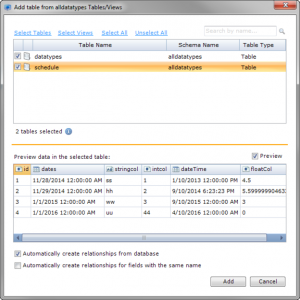 Add table from alldatatypes Tables/Views
Select Tables Select Views Select All Unselect All Search by name...
Table Name Schema Name Table Type
datatypes alldatatypes Table
schedule alldatatypes Table
2 tables selected
Preview data in the selected table: Preview
id dates stringcol intcol dateTime floatCol
1 11/28/2014 12:00:00 AM ss 1 1/10/2013 12:00:00 AM 4.5
2 11/29/2014 12:00:00 AM hh 2 9/10/2014 6:23:23 PM 5.599999904632
3 1/1/2015 12:00:00 AM ww 3 9/10/2015 12:00:00 AM 3
4 1/1/2016 12:00:00 AM uu 44 4/10/2016 12:00:00 AM 0
Automatically create relationships from database
Automatically create relationships for fields with the same name
Add Cancel